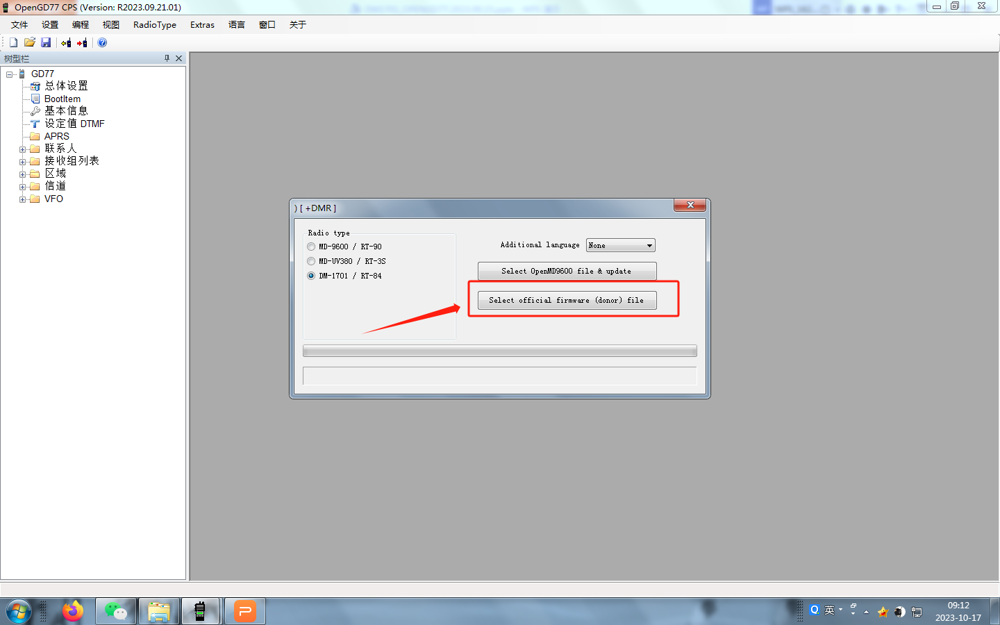 OpenGD77 CPS (Version: R2023.09.21.01)
文件 设置 编程 视图 RadioType Extras 语言 窗口 关于
树型栏
GD77
总体设置
BootItem
基本信息
设定值 DTMF
APRS
联系人
接收组列表
区域
信道
VFO
) [ +DMR ]
Radio type
MD-9600 / RT-90
MD-UV380 / RT-3S
DM-1701 / RT-84
Additional language None
Select OpenMD9600 file & update
Select official firmware (donor) file
英
09:12
2023-10-17